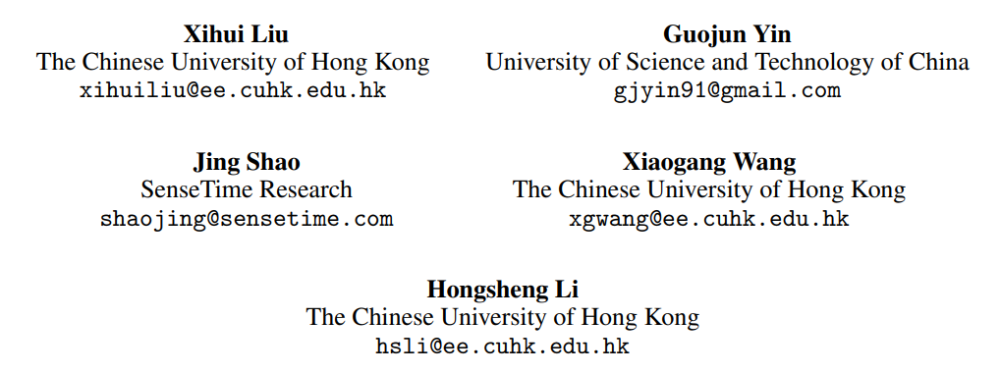 Xihui Liu
The Chinese University of Hong Kong
xihuiliu@ee.cuhk.edu.hk
Guojun Yin
University of Science and Technology of China
gjyin91@gmail.com
Jing Shao
SenseTime Research
shaojing@sensetime.com
Xiaogang Wang
The Chinese University of Hong Kong
xgwang@ee.cuhk.edu.hk
Hongsheng Li
The Chinese University of Hong Kong
hsli@ee.cuhk.edu.hk